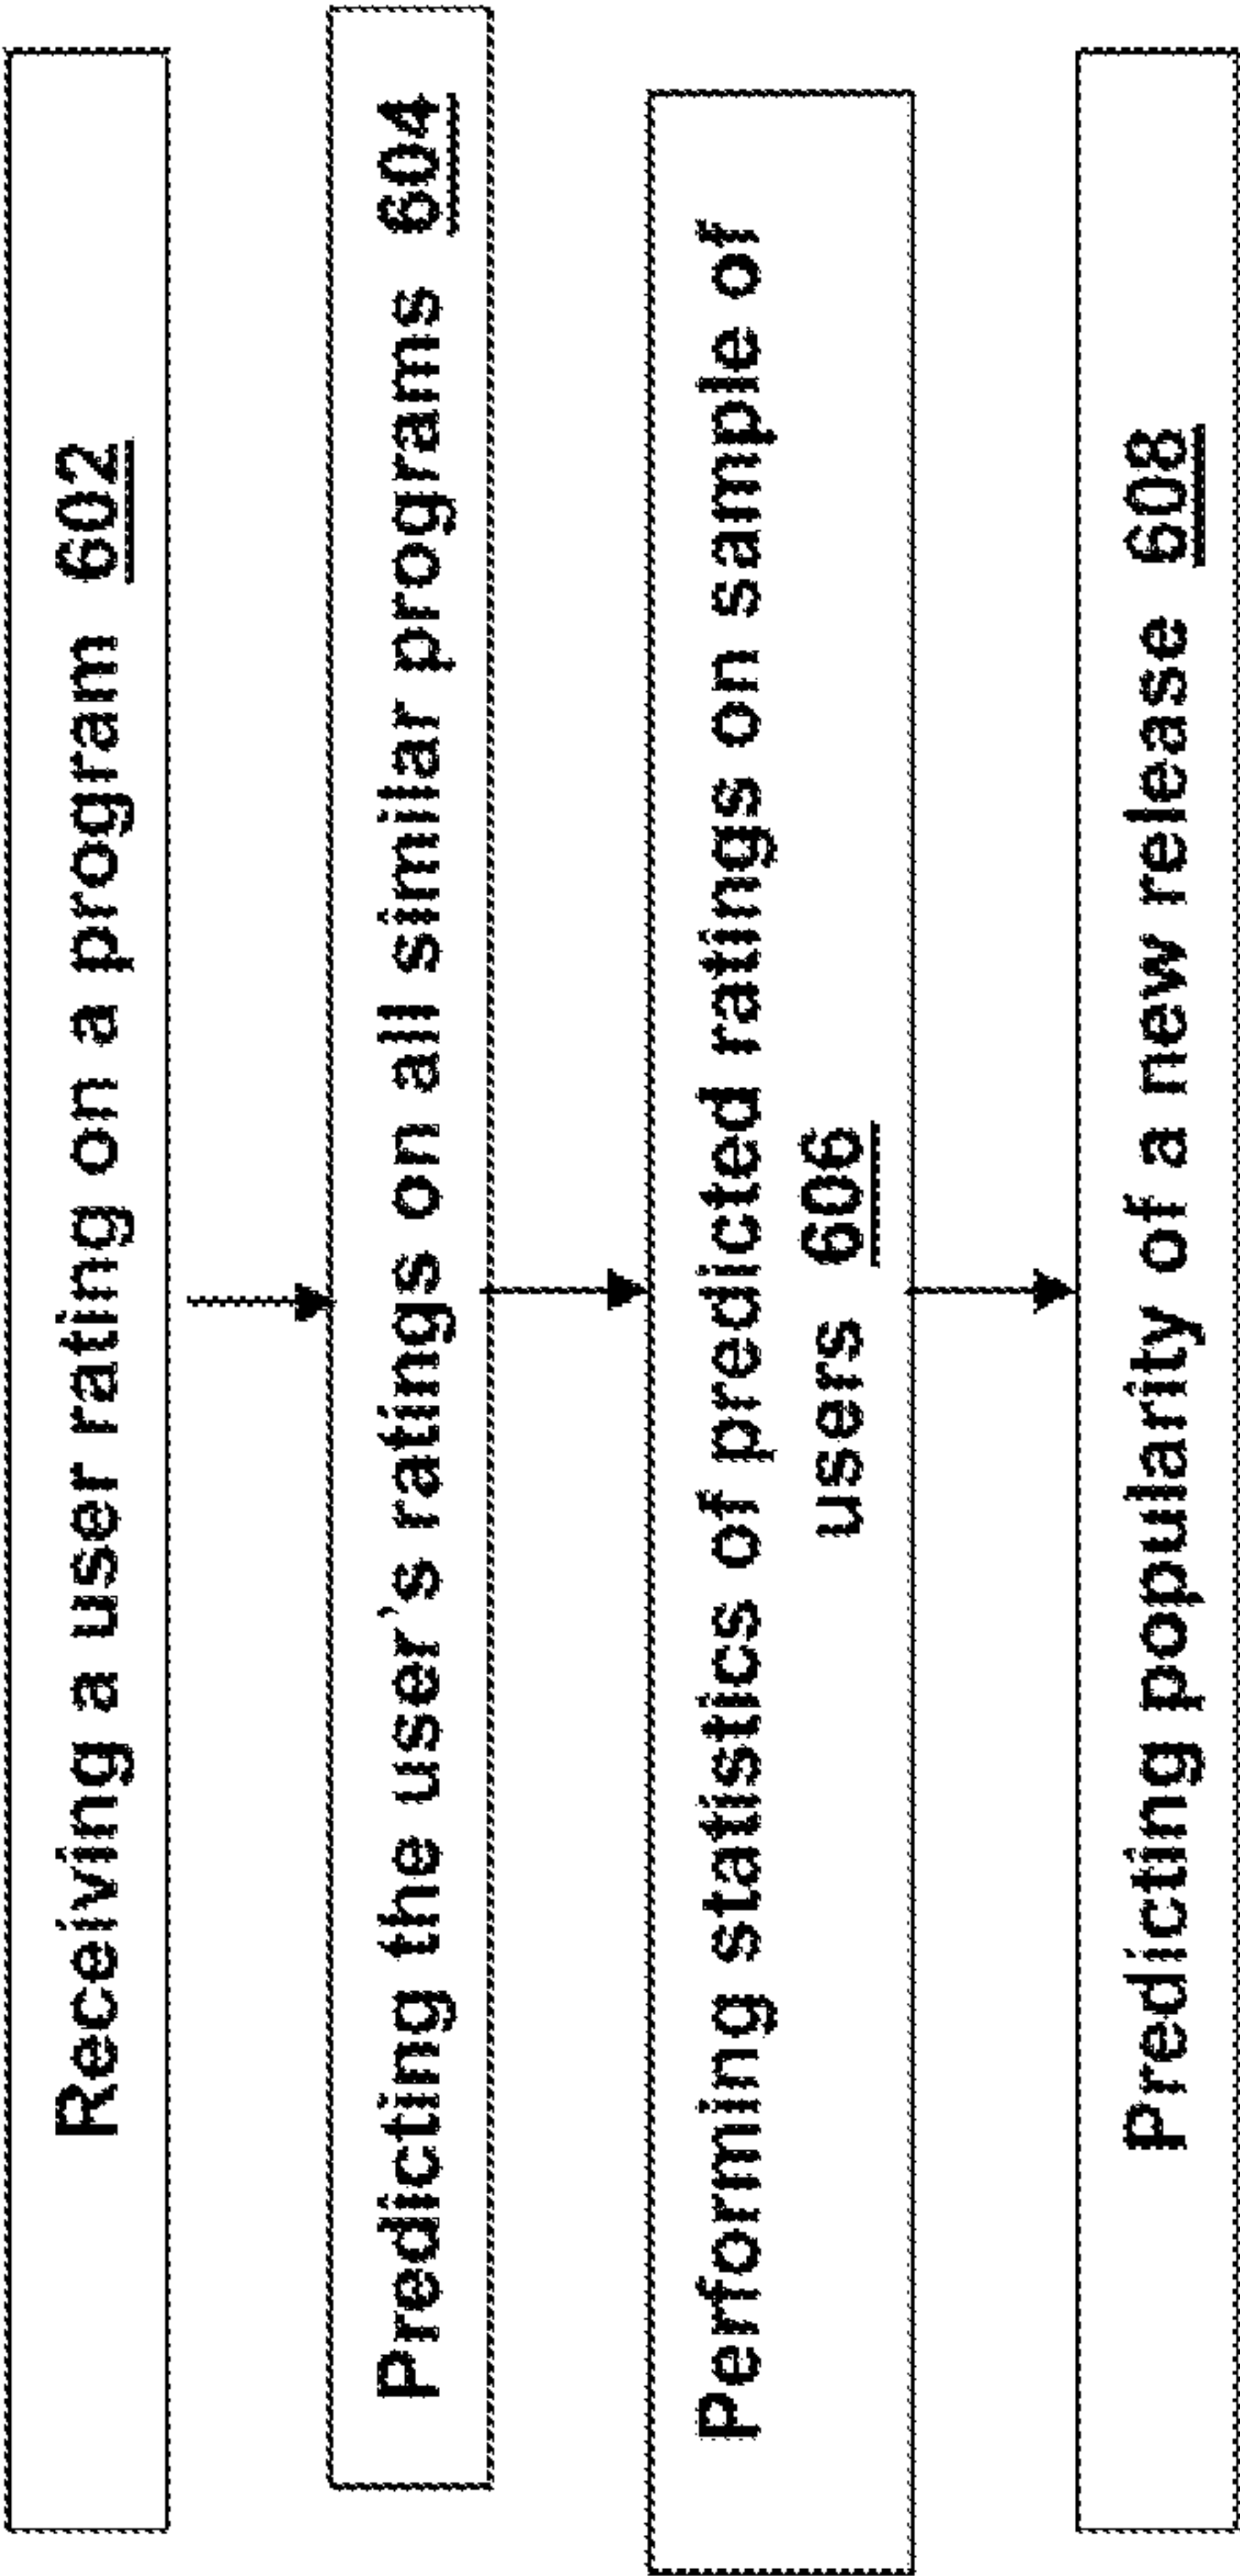 Receiving a user rating on a program 602
Predicting the user's ratings on all similar programs 604
Performing statistics of predicted ratings on sample of
users 606
Predicting popularity of a new release 608